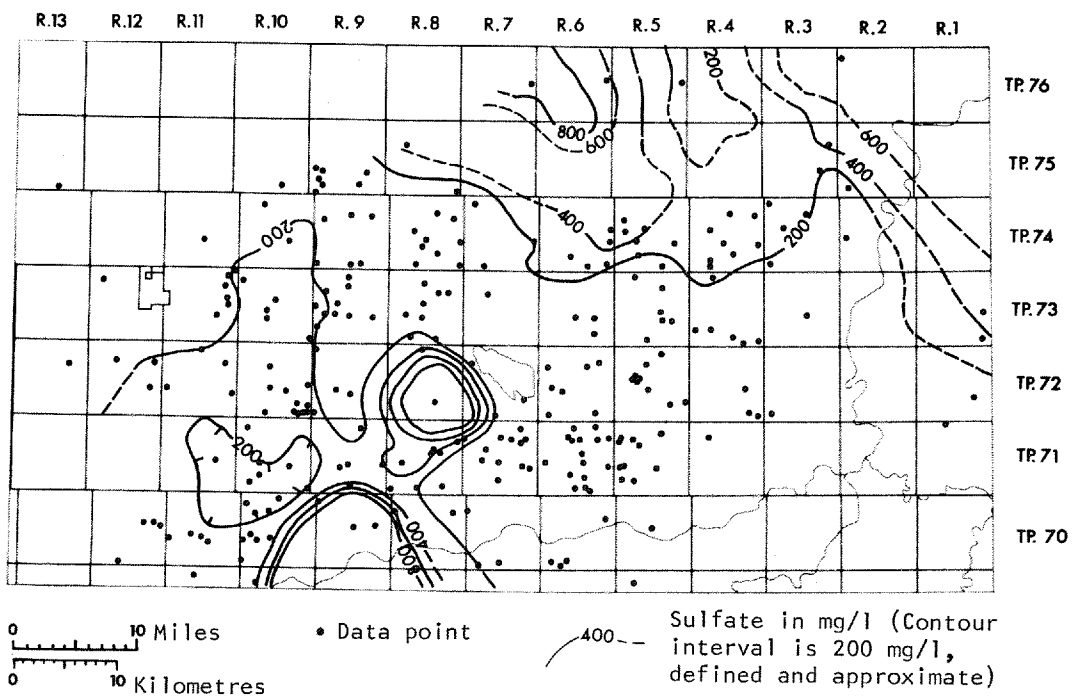 R.13 R.12 R.11 R.10 R.9 R.8 R.7 R.6 R.5 R.4 R.3 R.2 R.1
TP. 76
200
800
600
600
TP. 75
400
400
TP. 74
200
200
TP. 73
TP. 72
TP. 71
200
TP. 70
400
800
0 10 Miles
0 10 Kilometres
Data point
400
Sulfate in mg/l (Contour
interval is 200 mg/l,
defined and approximate)